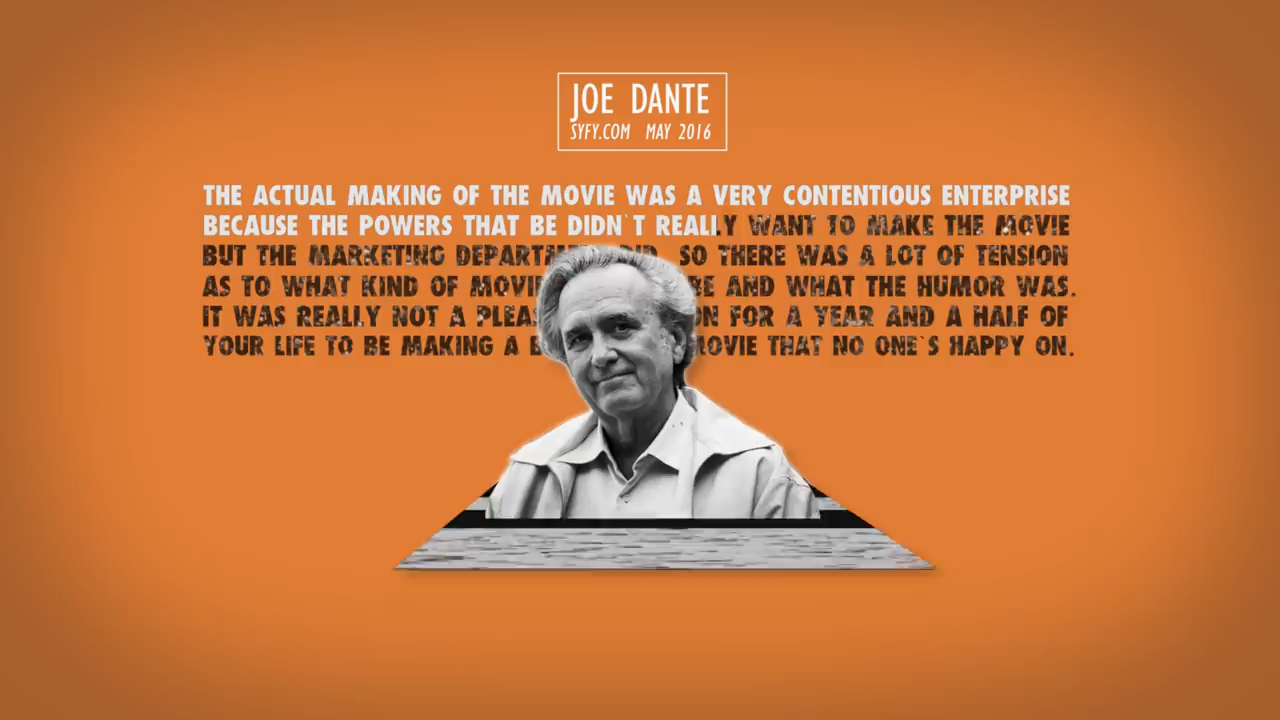 JOE DANTE
SYFY.COM MAY 2016
THE ACTUAL MAKING OF THE MOVIE WAS A VERY CONTENTIOUS ENTERPRISE
BECAUSE THE POWERS THAT BE DIDN`T REALLY WANT TO MAKE THE MOVIE
BUT THE MARKETING SO THERE WAS A LOT OF TENSION
AS TO WHAT KIND OF AND WHAT THE HUMOR WAS.
IT WAS REALLY NOT A FOR A YEAR AND A HALF OF
YOUR LIFE TO BE MAKING A MOVIE THAT NO ONE`S HAPPY ON.